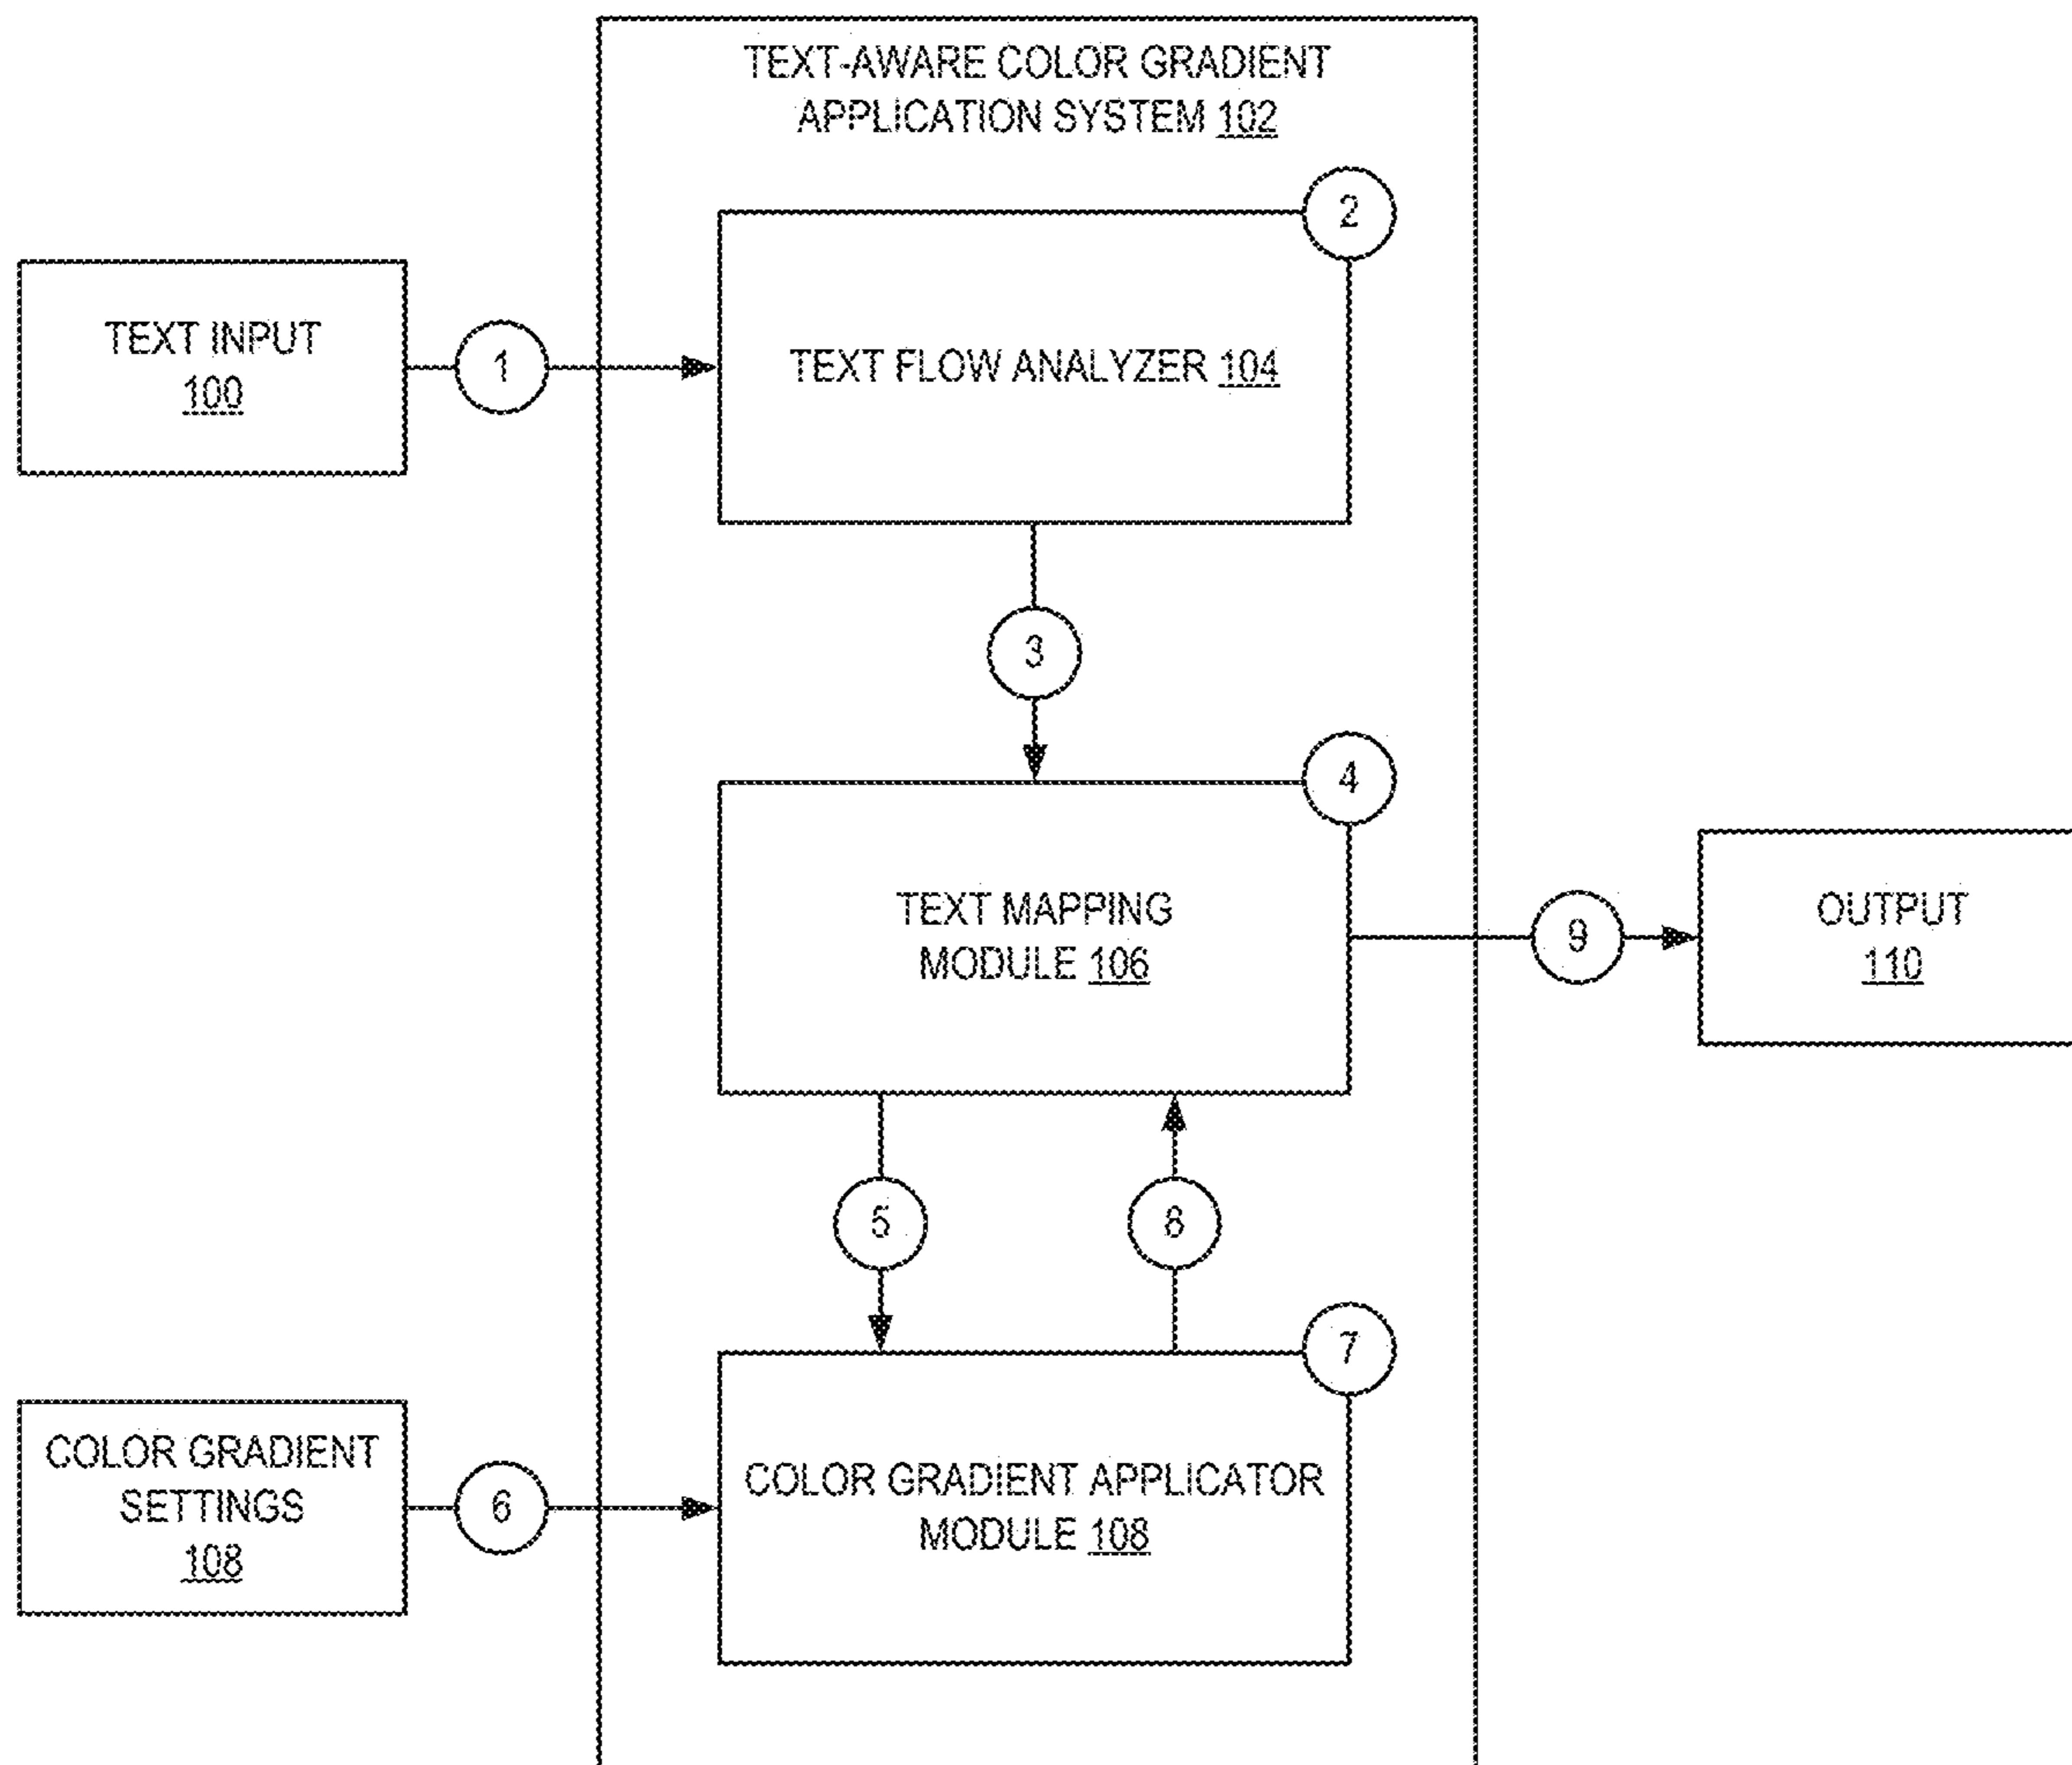 TEXT-AWARE COLOR GRADIENT
APPLICATION SYSTEM 102
2
TEXT INPUT
100
1
TEXT FLOW ANALYZER 104
3
4
TEXT MAPPING
MODULE 106
9
OUTPUT
110
5
8
7
COLOR GRADIENT
SETTINGS
108
6
COLOR GRADIENT APPLICATOR
MODULE 108